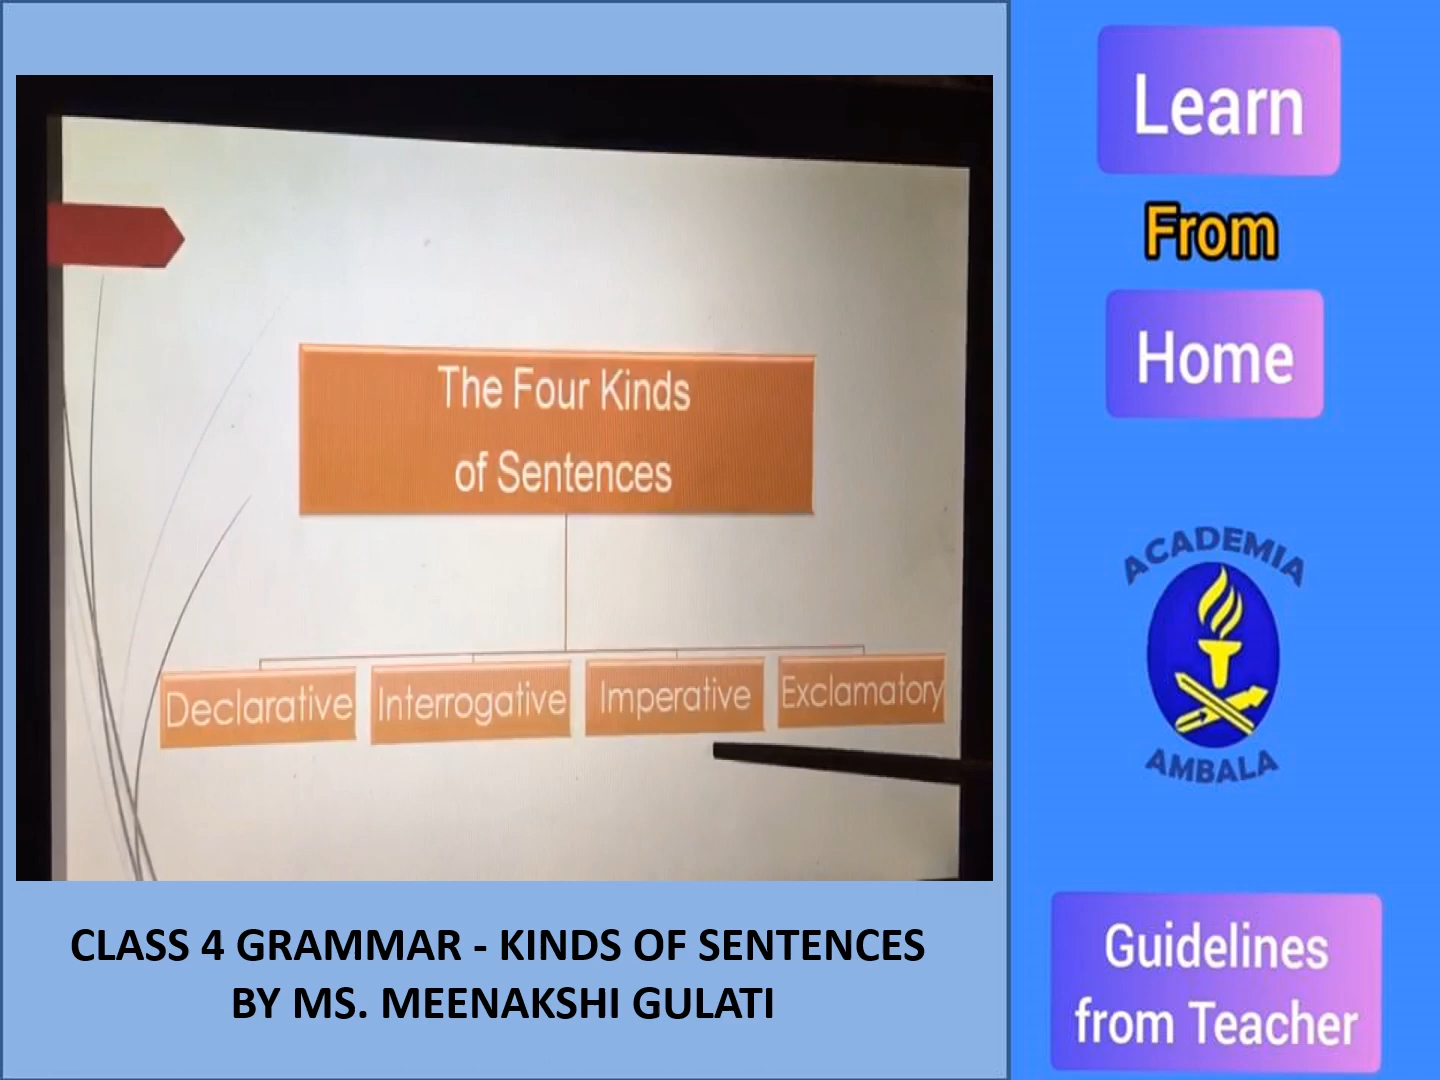 The Four Kinds
of Sentences
Declarative
Interrogative
Imperative
Exclamatory
CLASS 4 GRAMMAR - KINDS OF SENTENCES
BY MS. MEENAKSHI GULATI
Learn
From
Home
ACADEMIA
AMBALA
Guidelines
from Teacher